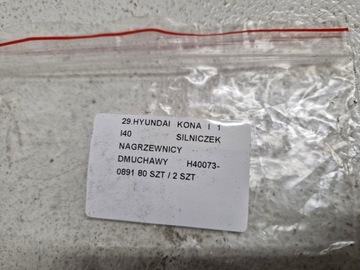 29.HYUNDAI KONA I 1
I40 SILNICZEK
NAGRZEWNICY
DMUCHAWY H40073-
0891 80 SZT / 2 SZT